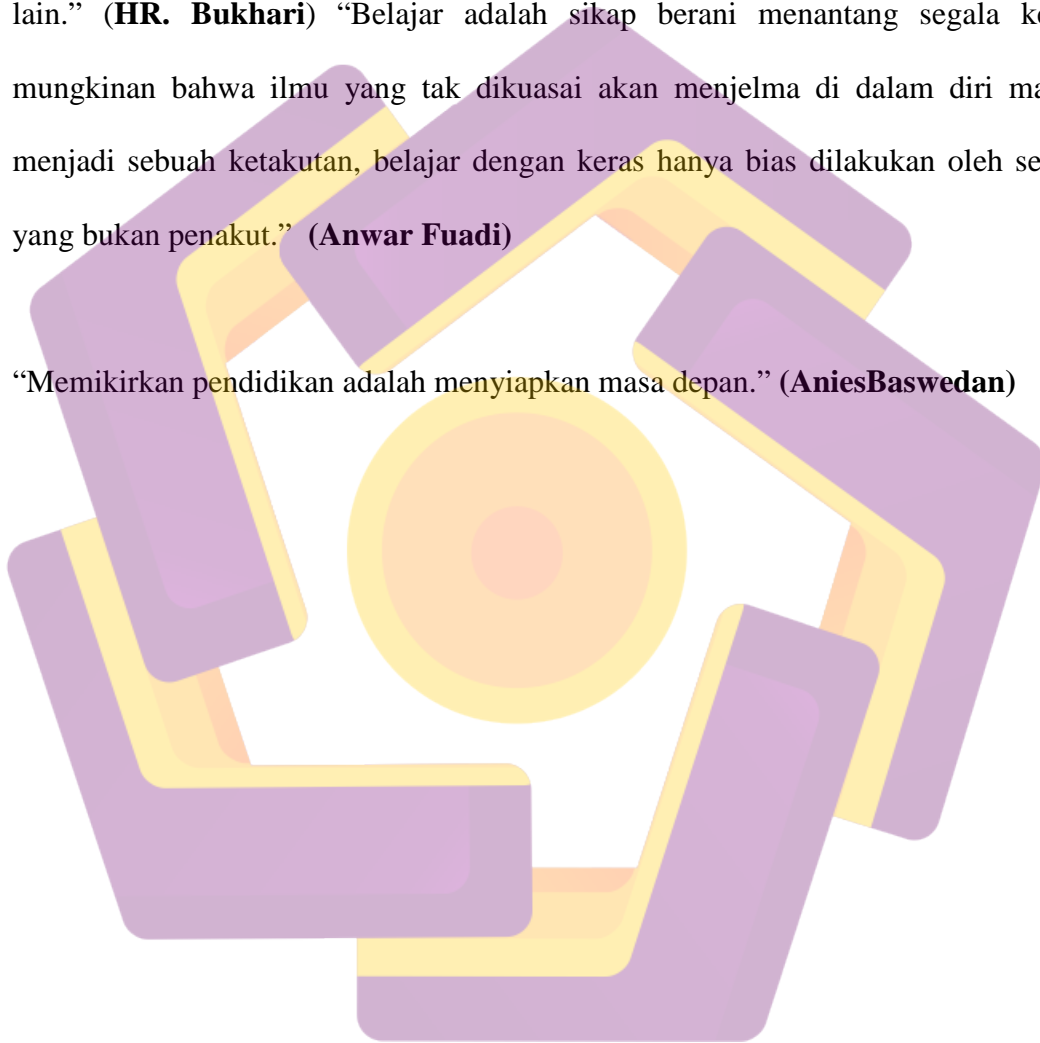 lain.” (HR. Bukhari) “Belajar adalah sikap berani menantang segala ke
mungkinan bahwa ilmu yang tak dikuasai akan menjelma di dalam diri ma
menjadi sebuah ketakutan, belajar dengan keras hanya bias dilakukan oleh se
yang bukan penakut.” (Anwar Fuadi)
“Memikirkan pendidikan adalah menyiapkan masa depan.” (AniesBaswedan)